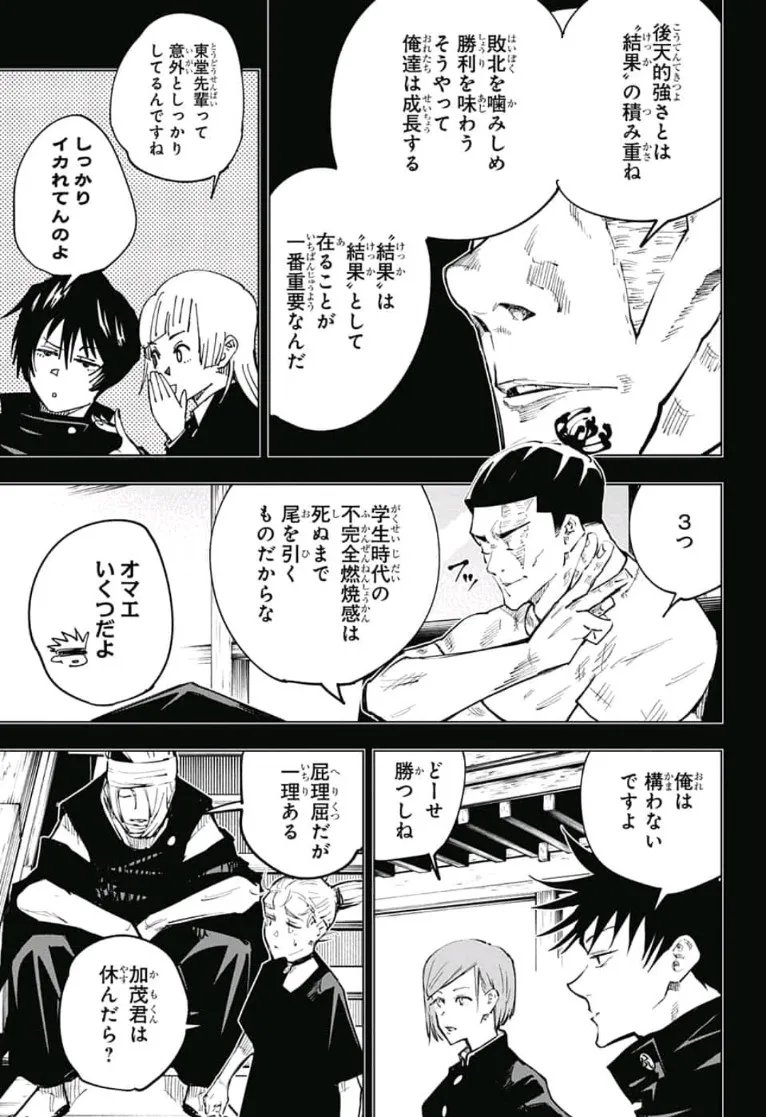 後天的強さとは
〝結果〟の積み重ね
敗北を噛みしめ
勝利を味わう
そうやって
俺達は成長する
〝結果〟は
〝結果〟として
在ることが
一番重要なんだ
東堂先輩って
意外としっかり
してるんですね
しっかり
イカれてんのよ
3つ
学生時代の
不完全燃焼感は
死ぬまで
尾を引く
ものだからな
オマエ
いくつだよ
俺は
構わない
ですよ
どーせ
勝つしね
屁理屈だが
一理ある
加茂君は
休んだら?